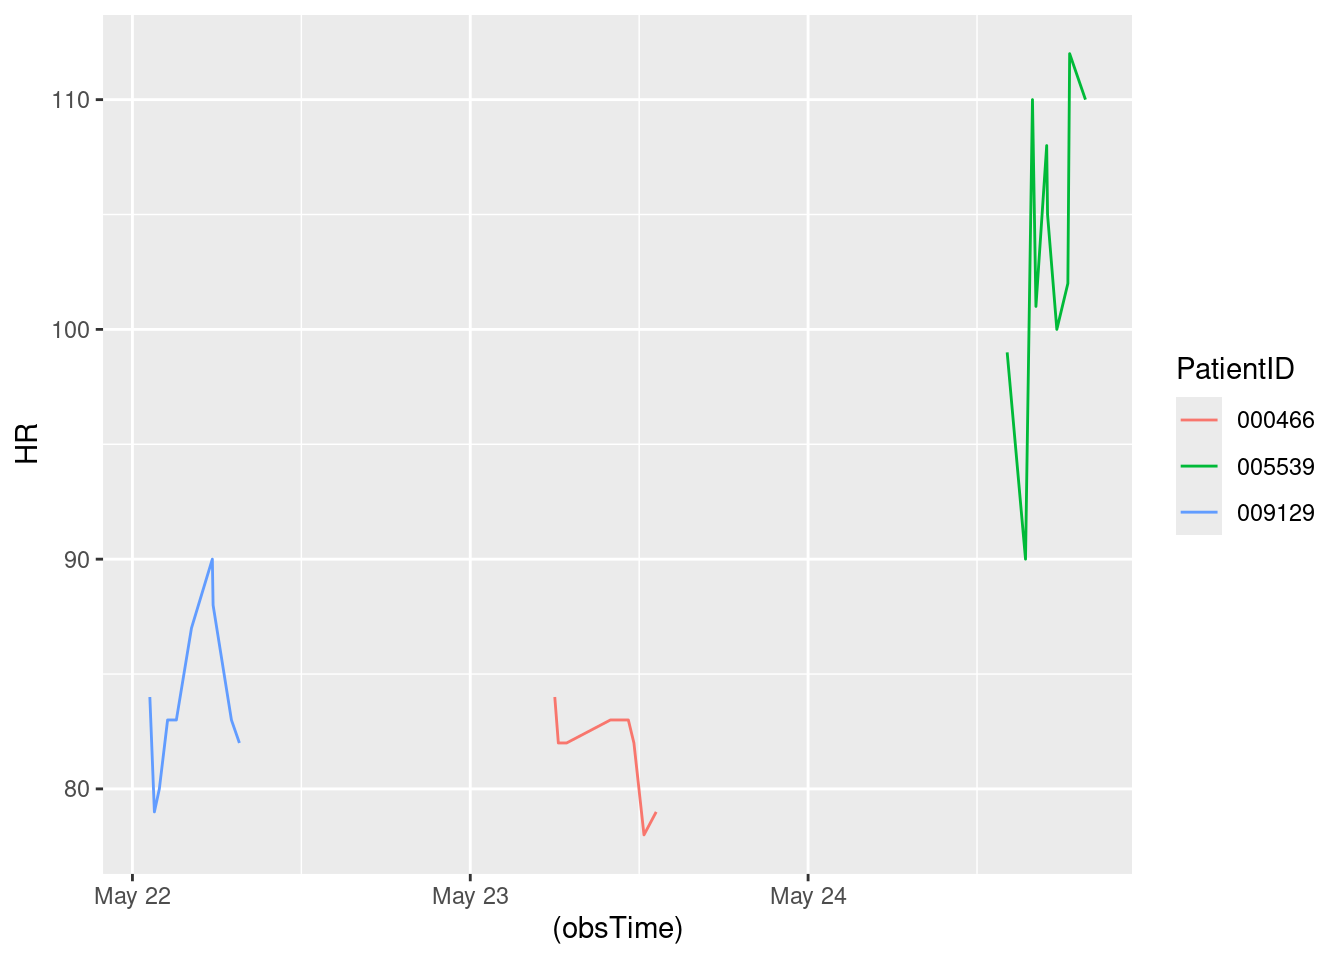 HR
110
100
90
80
May 22
May 23
May 24
(obsTime)
PatientID
000466
005539
009129